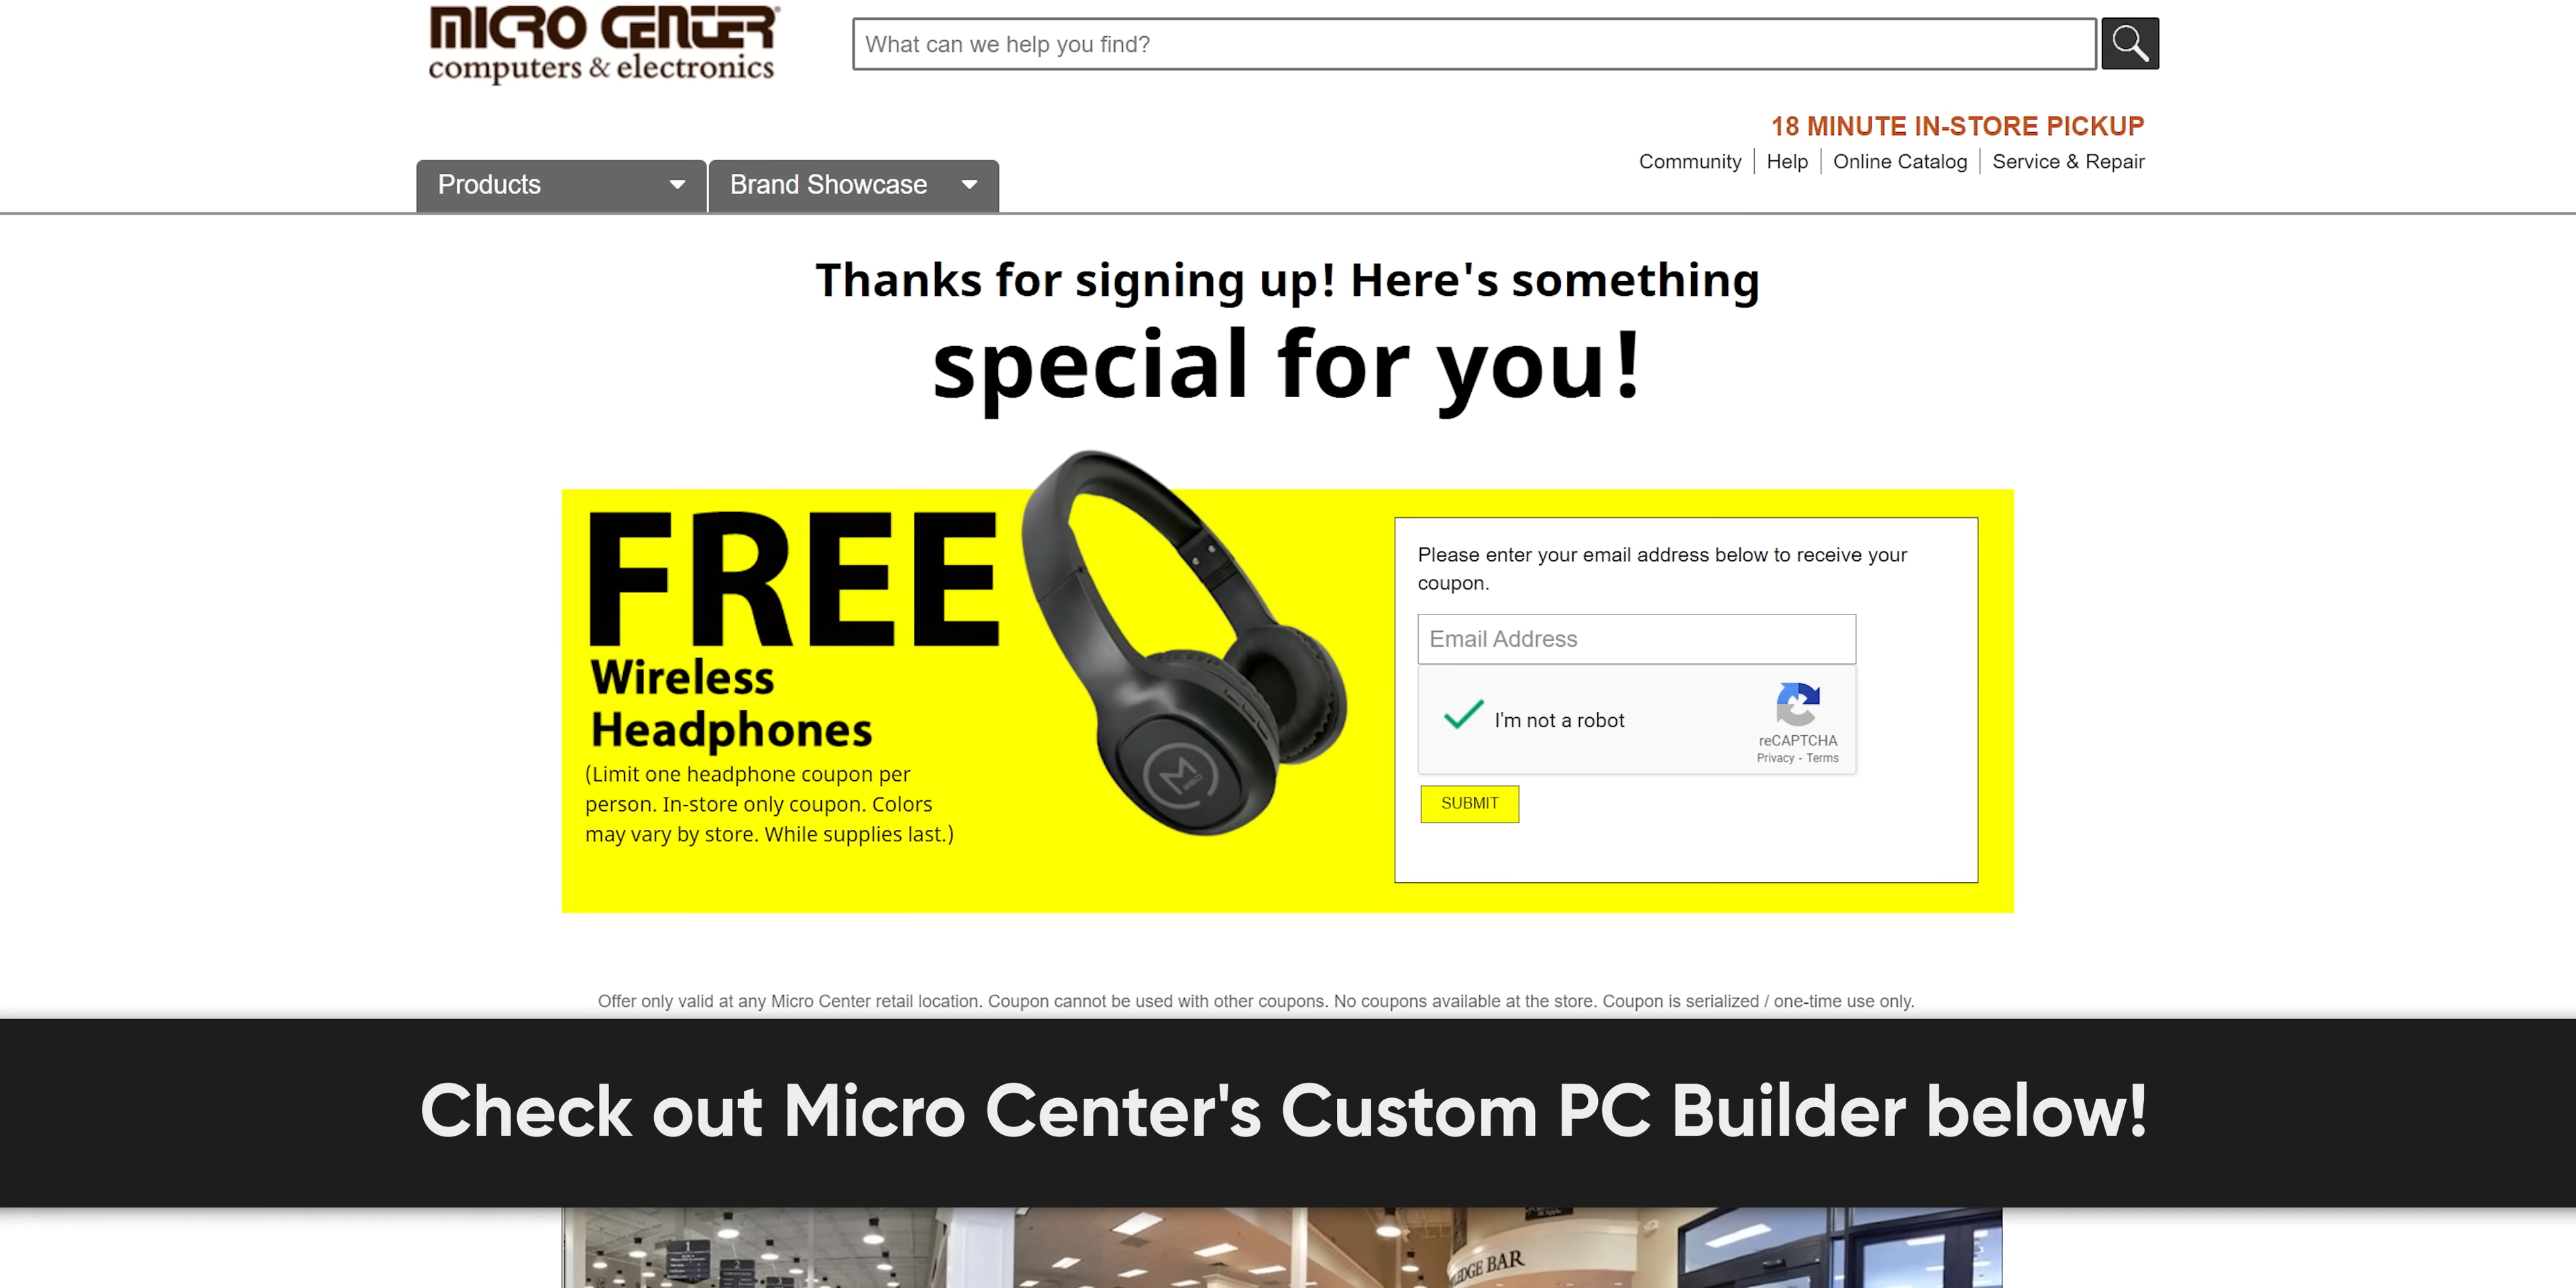 MICRO CENTER
computers & electronics
What can we help you find?
18 MINUTE IN-STORE PICKUP
Community | Help | Online Catalog | Service & Repair
Products
Brand Showcase
Thanks for signing up! Here's something
special for you!
FREE
Wireless
Headphones
(Limit one headphone coupon per
person. In-store only coupon. Colors
may vary by store. While supplies last.)
Please enter your email address below to receive your
coupon.
Email Address
I'm not a robot
reCAPTCHA
Privacy - Terms
SUBMIT
Offer only valid at any Micro Center retail location. Coupon cannot be used with other coupons. No coupons available at the store. Coupon is serialized / one-time use only.
Check out Micro Center's Custom PC Builder below!
1
2
BAR